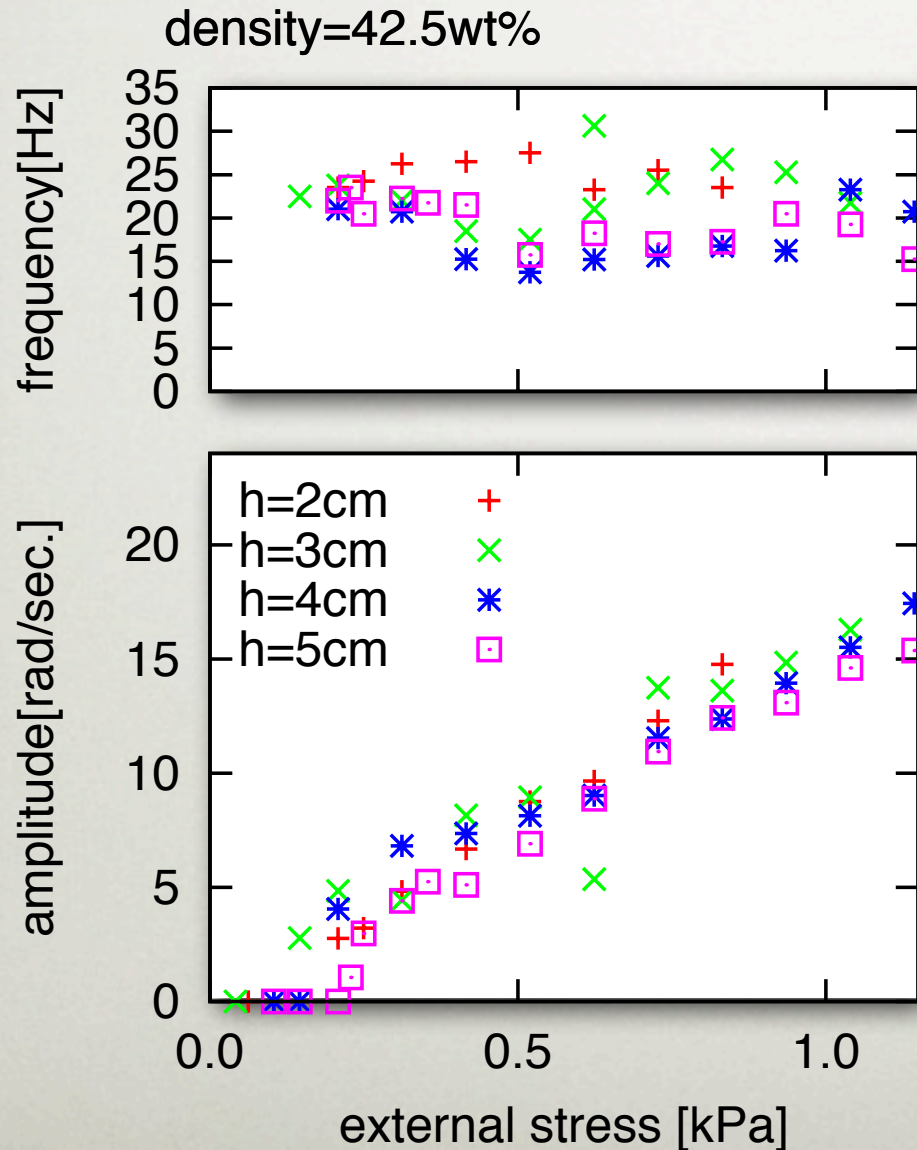 density=42.5wt%
frequency[Hz]
35
30
25
20
15
10
5
0
amplitude[rad/sec.]
20
15
10
5
0
h=2cm
h=3cm
h=4cm
h=5cm
0.0 0.5 1.0
external stress [kPa]